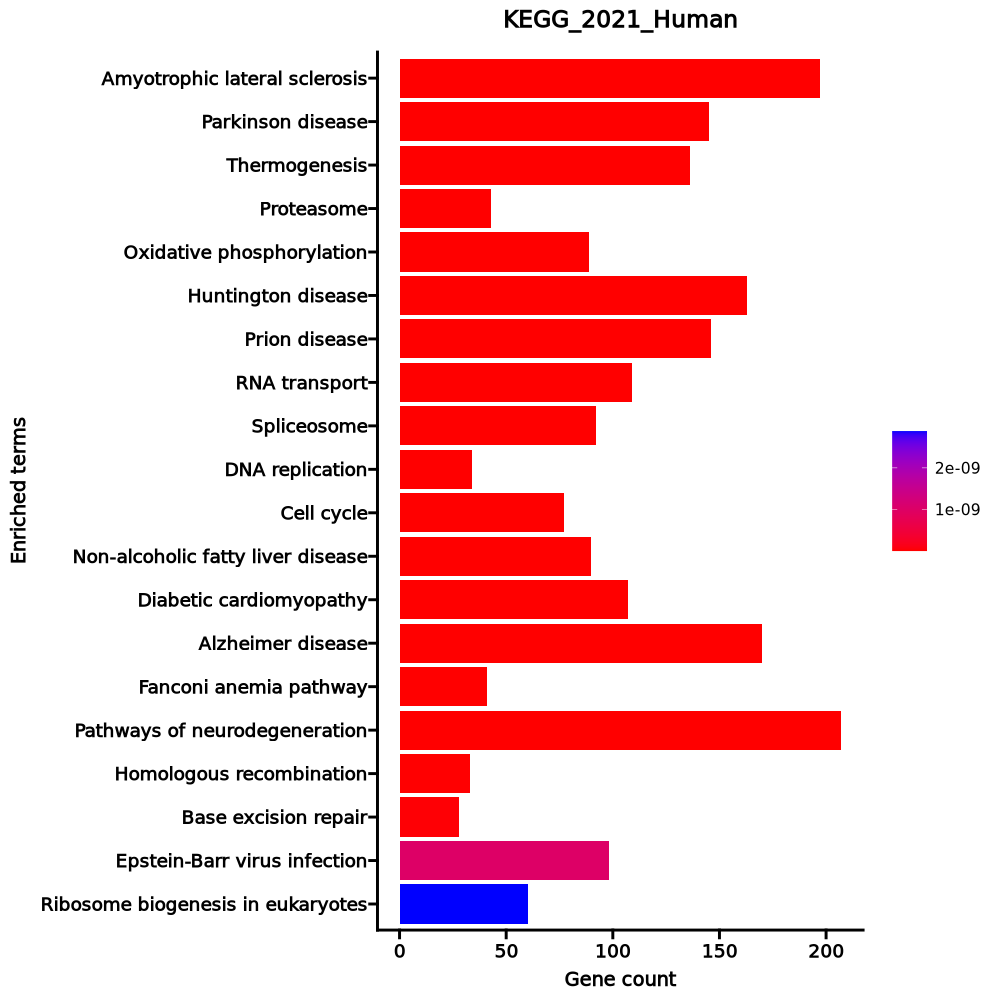 KEGG_2021_Human
Amyotrophic lateral sclerosis
Parkinson disease
Thermogenesis
Proteasome
Oxidative phosphorylation
Huntington disease
Prion disease
RNA transport
Spliceosome
DNA replication
Cell cycle
Non-alcoholic fatty liver disease
Diabetic cardiomyopathy
Alzheimer disease
Fanconi anemia pathway
Pathways of neurodegeneration
Homologous recombination
Base excision repair
Epstein-Barr virus infection
Ribosome biogenesis in eukaryotes
Enriched terms
0 50 100 150 200
Gene count
2e-09
1e-09